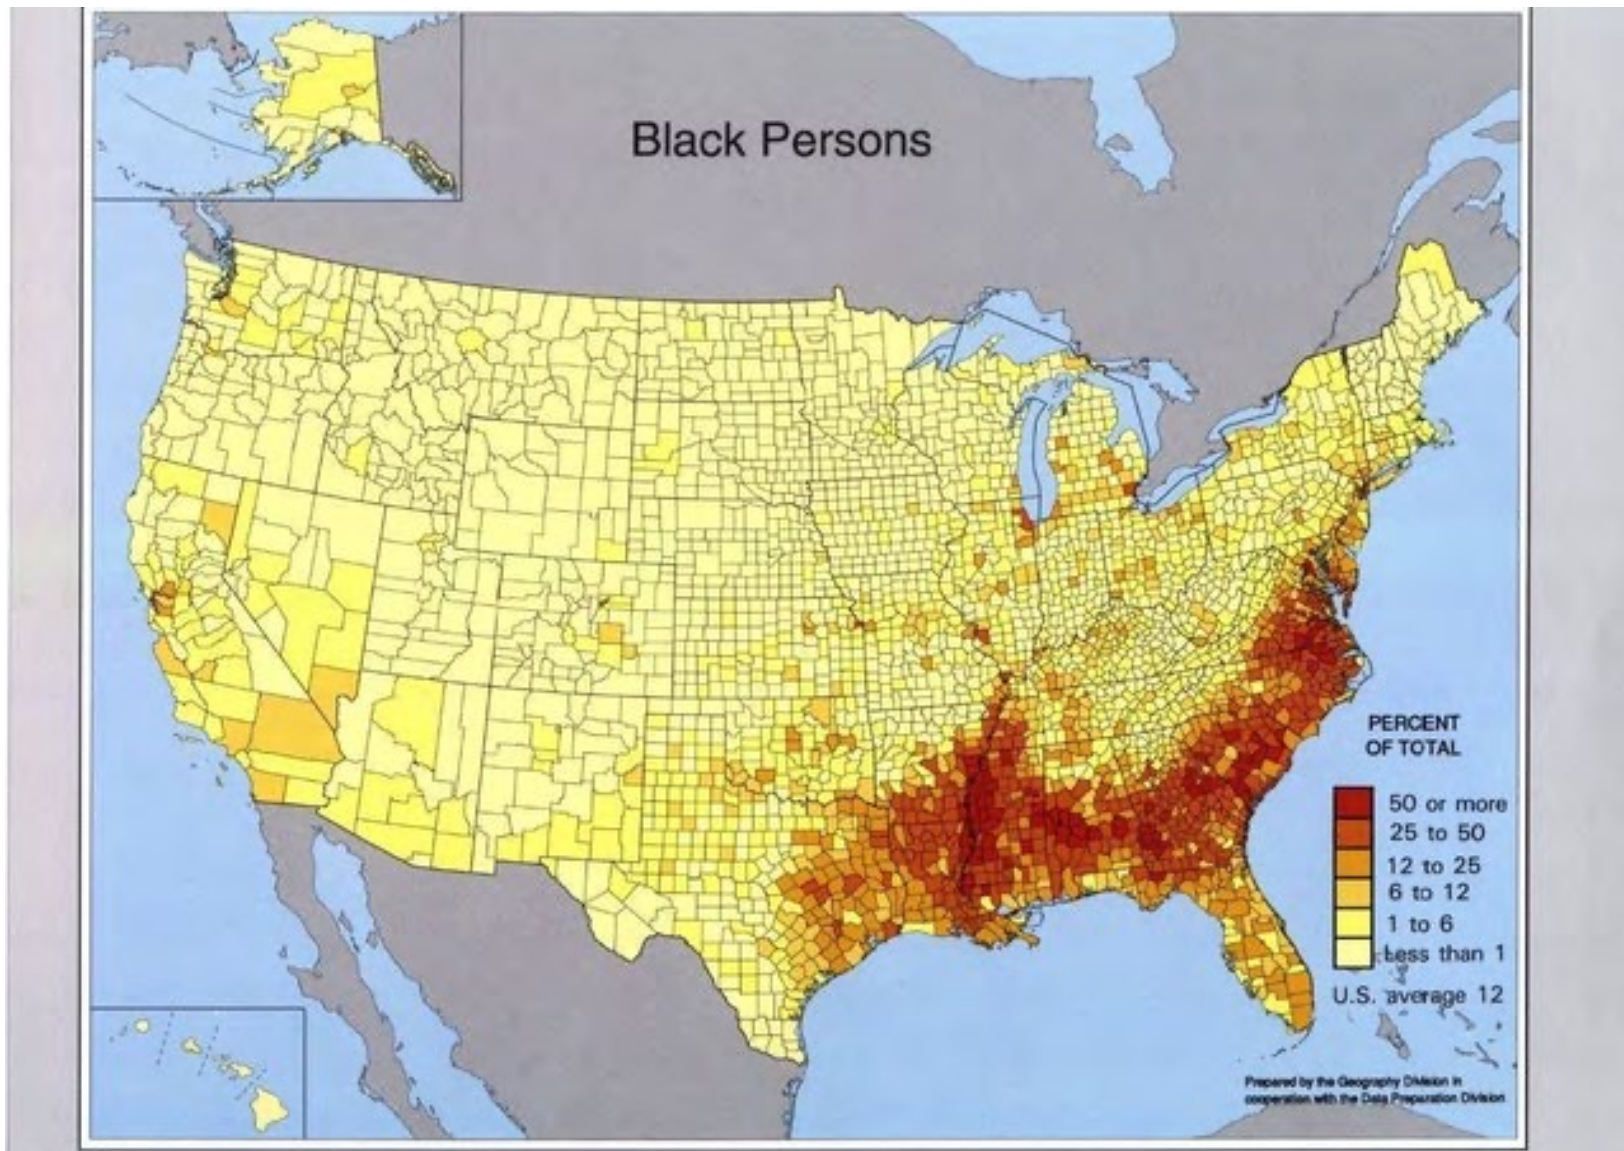 Black Persons
PERCENT
OF TOTAL
50 or more
25 to 50
12 to 25
6 to 12
1 to 6
Less than 1
U.S. average 12
Prepared by the Geography Division in
cooperation with the Data Preparation Division